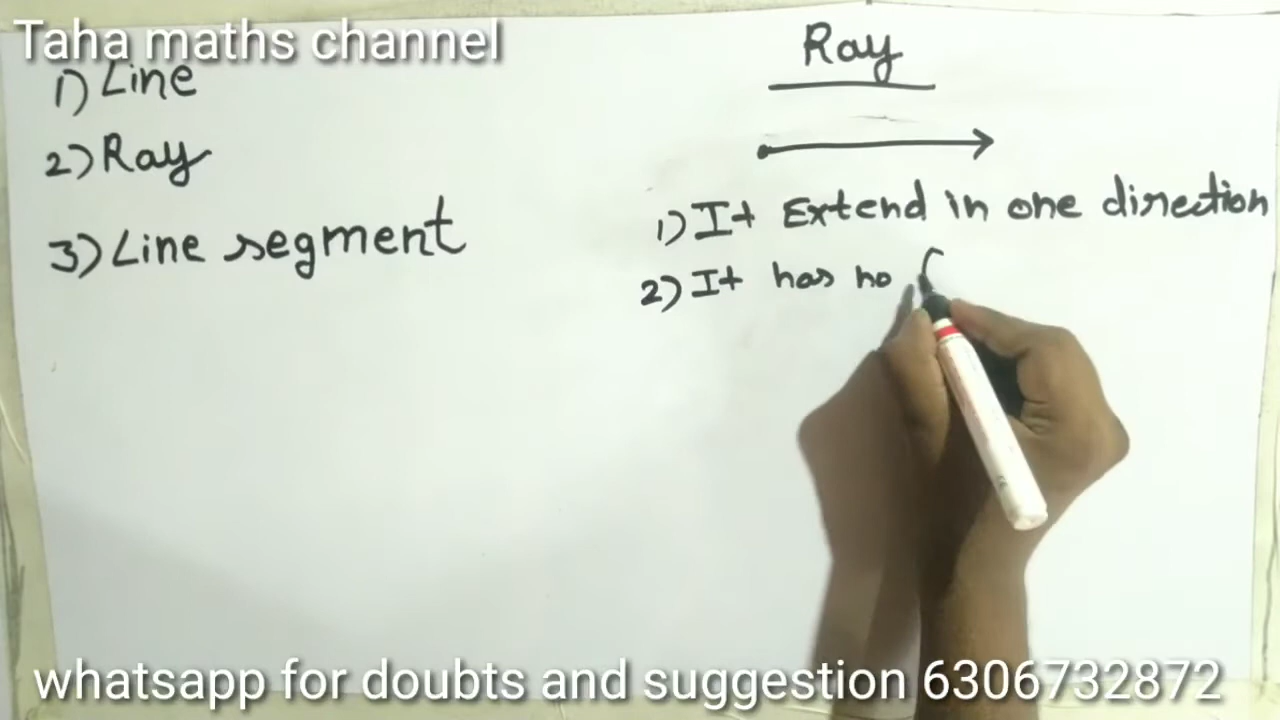 Taha maths channel
1) Line
2) Ray
3) Line segment
Ray
1) It Extend in one direction
2) It has no
whatsapp for doubts and suggestion 6306732872